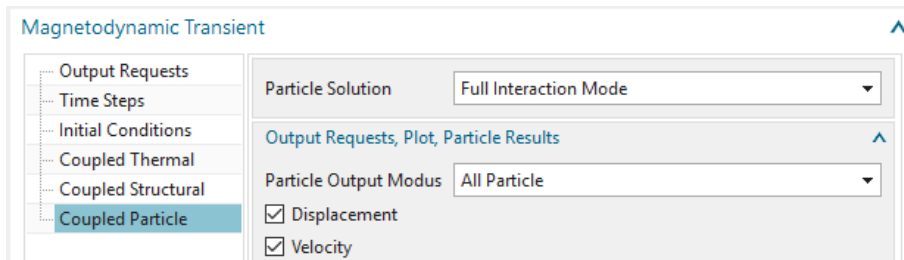 Magnetodynamic Transient
Output Requests
Time Steps
Initial Conditions
Coupled Thermal
Coupled Structural
Coupled Particle
Particle Solution Full Interaction Mode
Output Requests, Plot, Particle Results
Particle Output Modus All Particle
Displacement
Velocity